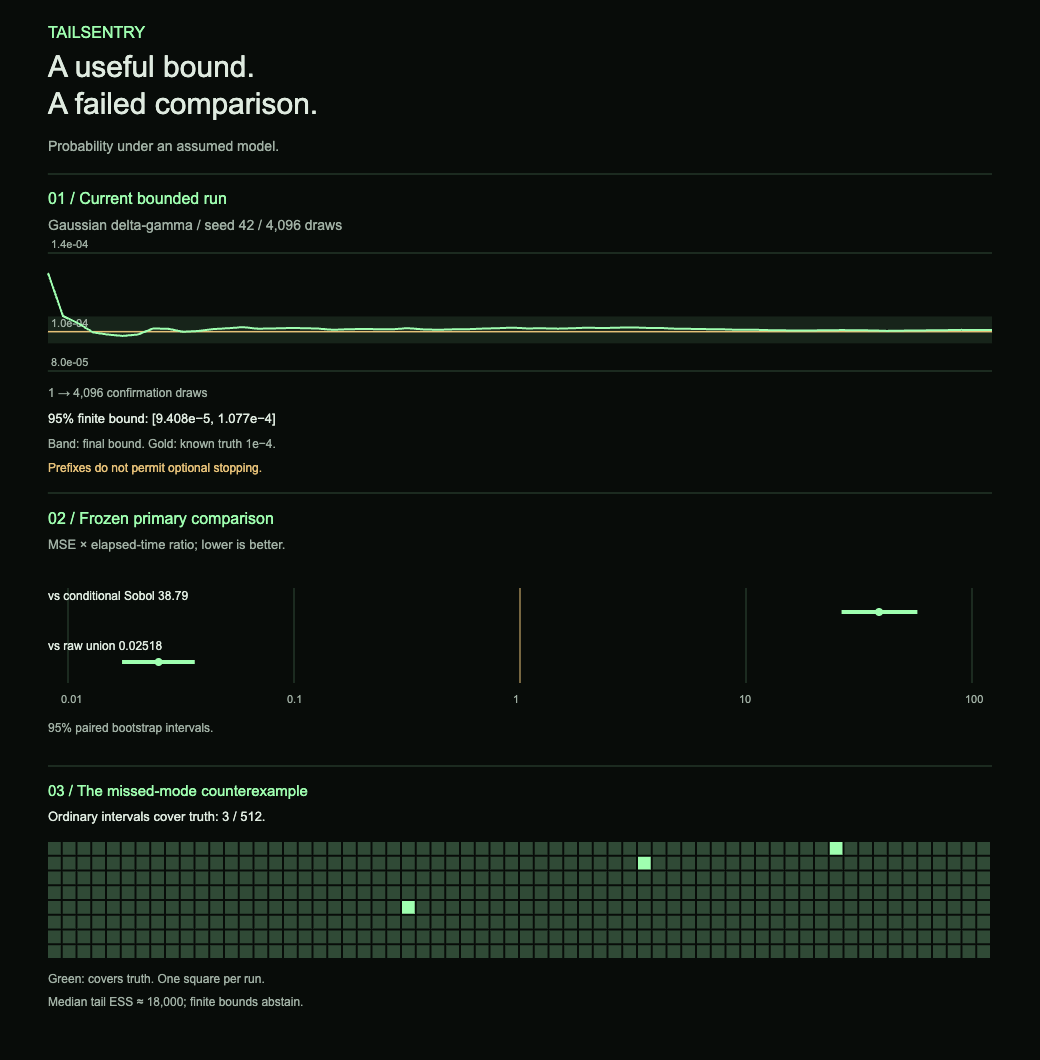 TAILSENTRY
A useful bound.
A failed comparison.
Probability under an assumed model.
01 / Current bounded run
Gaussian delta-gamma / seed 42 / 4,096 draws
1.4e-04
1.0e-04
8.0e-05
1 → 4,096 confirmation draws
95% finite bound: [9.408e−5, 1.077e−4]
Band: final bound. Gold: known truth 1e−4.
Prefixes do not permit optional stopping.
02 / Frozen primary comparison
MSE × elapsed-time ratio; lower is better.
vs conditional Sobol 38.79
vs raw union 0.02518
0.01 0.1 1 10 100
95% paired bootstrap intervals.
03 / The missed-mode counterexample
Ordinary intervals cover truth: 3 / 512.
Green: covers truth. One square per run.
Median tail ESS ≈ 18,000; finite bounds abstain.